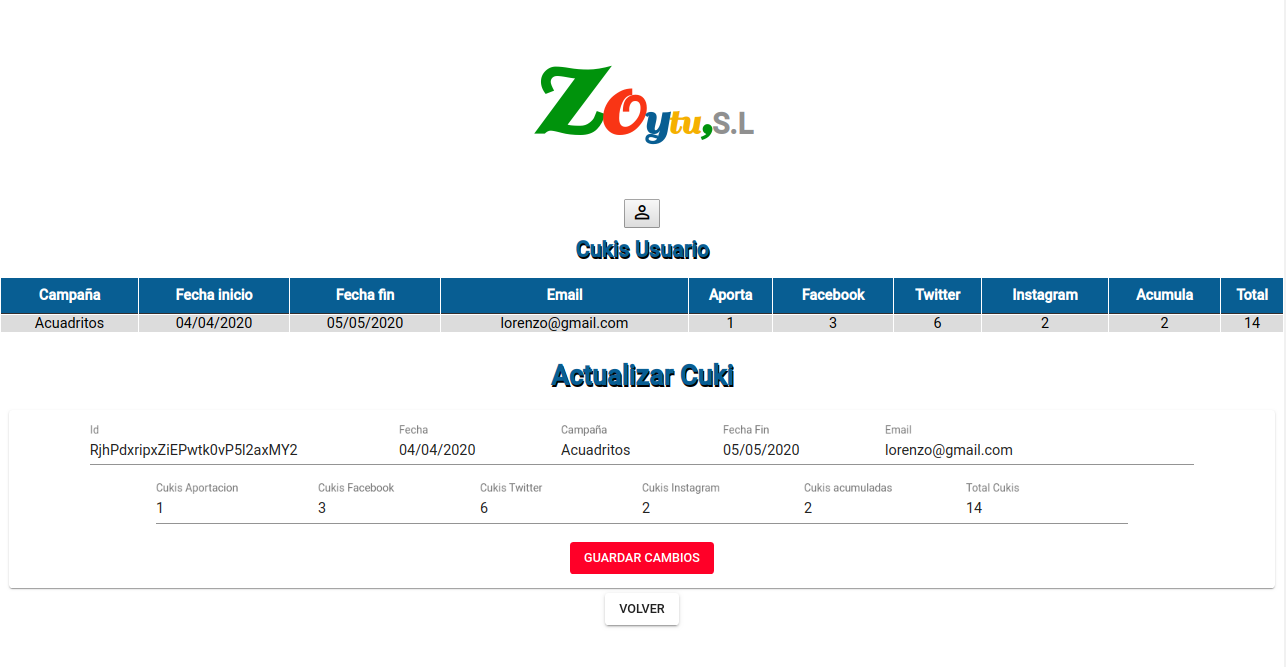 Zoytu,S.L
Cukis Usuario
Campaña Fecha inicio Fecha fin Email Aporta Facebook Twitter Instagram Acumula Total
Acuadritos 04/04/2020 05/05/2020 lorenzo@gmail.com 1 3 6 2 2 14
Actualizar Cuki
Id Fecha Campaña Fecha Fin Email
RjhPdxripxZiEPwtk0vP5l2axMY2 04/04/2020 Acuadritos 05/05/2020 lorenzo@gmail.com
Cukis Aportacion Cukis Facebook Cukis Twitter Cukis Instagram Cukis acumuladas Total Cukis
1 3 6 2 2 14
GUARDAR CAMBIOS
VOLVER